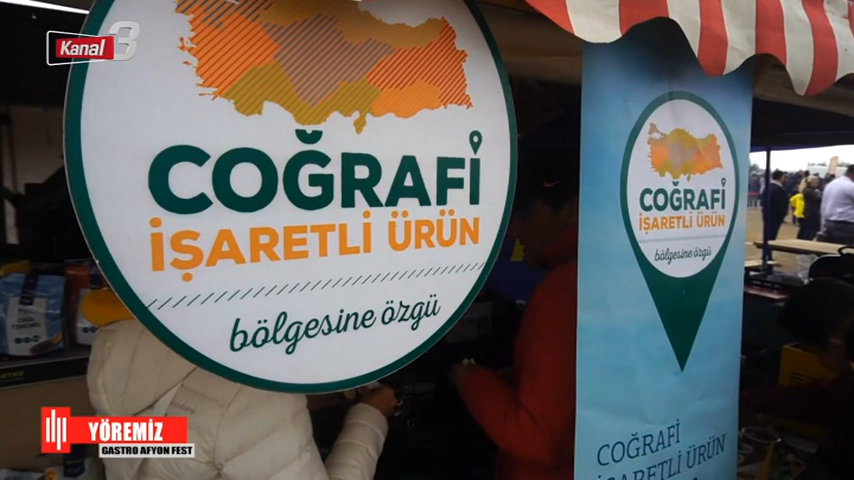 Kanal 3
COĞRAFİ
İŞARETLİ ÜRÜN
bölgesine özgü
COĞRAFİ
İŞARETLİ ÜRÜN
bölgesine özgü
COĞRAFİ
İŞARETLİ ÜRÜN
YÖREMİZ
GASTRO AFYON FEST